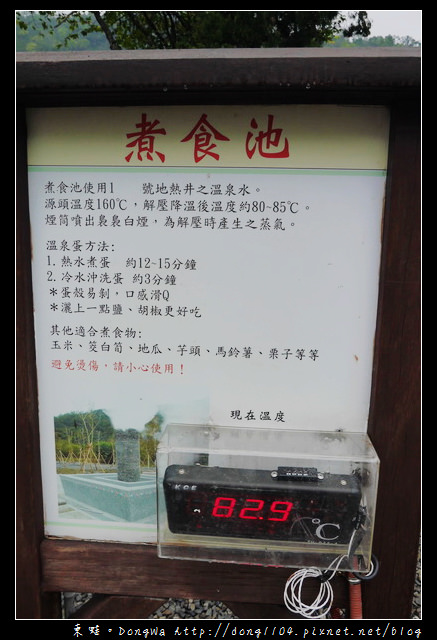 煮食池
煮食池使用1 號地熱井之溫泉水。
源頭溫度160℃,解壓降溫後溫度約80~85℃。
煙筒噴出裊裊白煙,為解壓時產生之蒸氣。
溫泉蛋方法:
1. 熱水煮蛋 約12~15分鐘
2. 冷水沖洗蛋 約3分鐘
*蛋殼易剝,口感滑Q
*灑上一點鹽、胡椒更好吃
其他適合煮食物:
玉米、筊白筍、地瓜、芋頭、馬鈴薯、栗子等等
避免燙傷,請小心使用!
現在溫度
82.9
℃
東蛙。DongWa http://dong1104.pixnet.net/blog